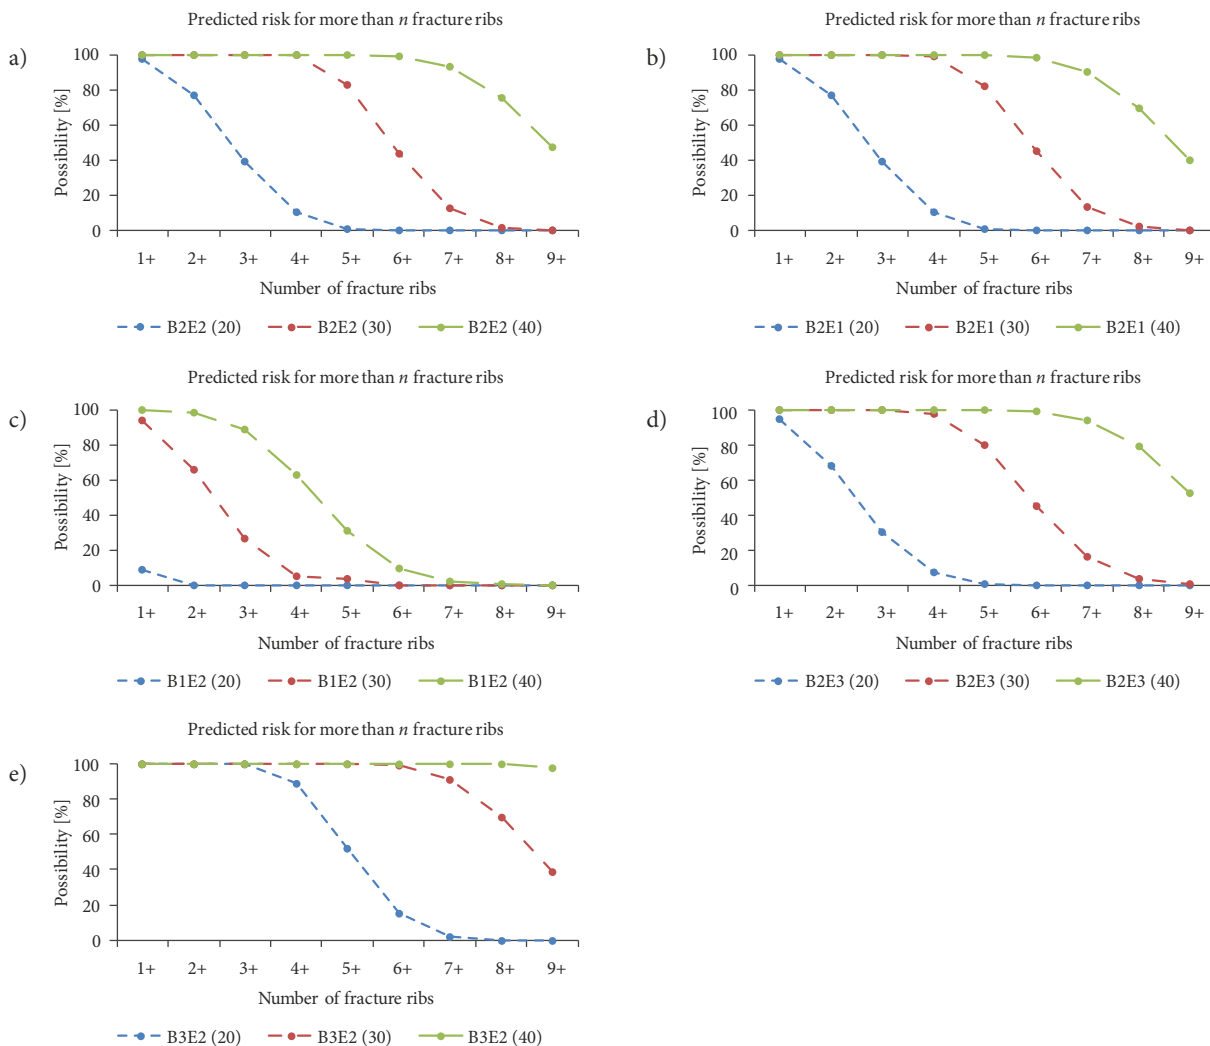 Predicted risk for more than n fracture ribs
a)
Possibility [%]
100
80
60
40
20
0
1+ 2+ 3+ 4+ 5+ 6+ 7+ 8+ 9+
Number of fracture ribs
B2E2 (20) B2E2 (30) B2E2 (40)
Predicted risk for more than n fracture ribs
b)
Possibility [%]
100
80
60
40
20
0
1+ 2+ 3+ 4+ 5+ 6+ 7+ 8+ 9+
Number of fracture ribs
B2E1 (20) B2E1 (30) B2E1 (40)
Predicted risk for more than n fracture ribs
c)
Possibility [%]
100
80
60
40
20
0
1+ 2+ 3+ 4+ 5+ 6+ 7+ 8+ 9+
Number of fracture ribs
B1E2 (20) B1E2 (30) B1E2 (40)
Predicted risk for more than n fracture ribs
d)
Possibility [%]
100
80
60
40
20
0
1+ 2+ 3+ 4+ 5+ 6+ 7+ 8+ 9+
Number of fracture ribs
B2E3 (20) B2E3 (30) B2E3 (40)
Predicted risk for more than n fracture ribs
e)
Possibility [%]
100
80
60
40
20
0
1+ 2+ 3+ 4+ 5+ 6+ 7+ 8+ 9+
Number of fracture ribs
B3E2 (20) B3E2 (30) B3E2 (40)